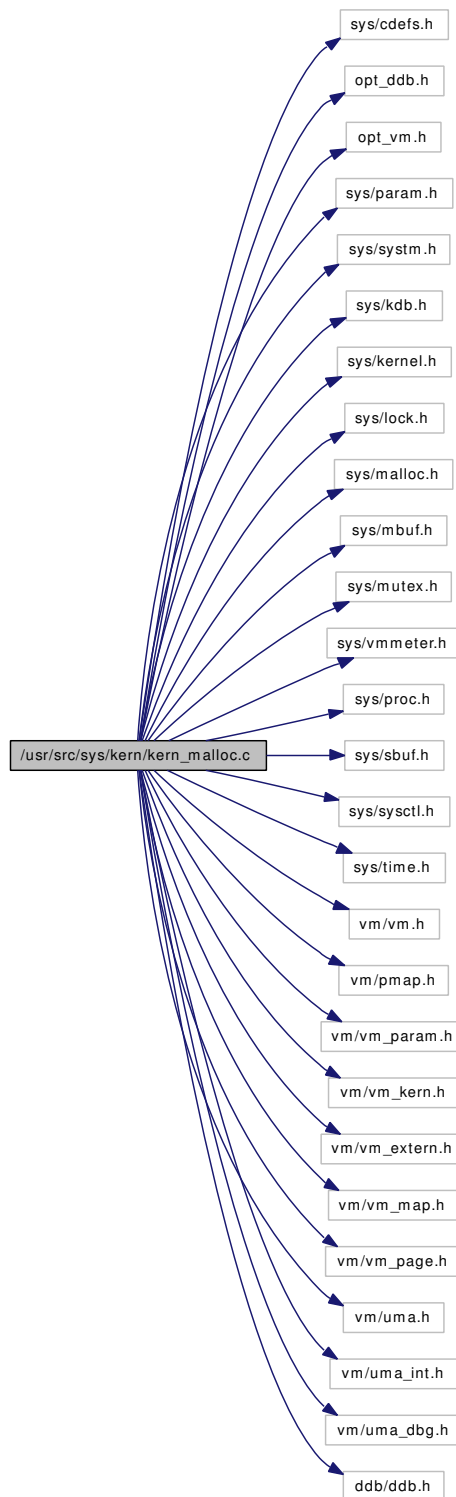 sys/cdefs.h
opt_ddb.h
opt_vm.h
sys/param.h
sys/systm.h
sys/kdb.h
sys/kernel.h
sys/lock.h
sys/malloc.h
sys/mbuf.h
sys/mutex.h
sys/vmmeter.h
sys/proc.h
/usr/src/sys/kern/kern_malloc.c
sys/sbuf.h
sys/sysctl.h
sys/time.h
vm/vm.h
vm/pmap.h
vm/vm_param.h
vm/vm_kern.h
vm/vm_extern.h
vm/vm_map.h
vm/vm_page.h
vm/uma.h
vm/uma_int.h
vm/uma_dbg.h
ddb/ddb.h